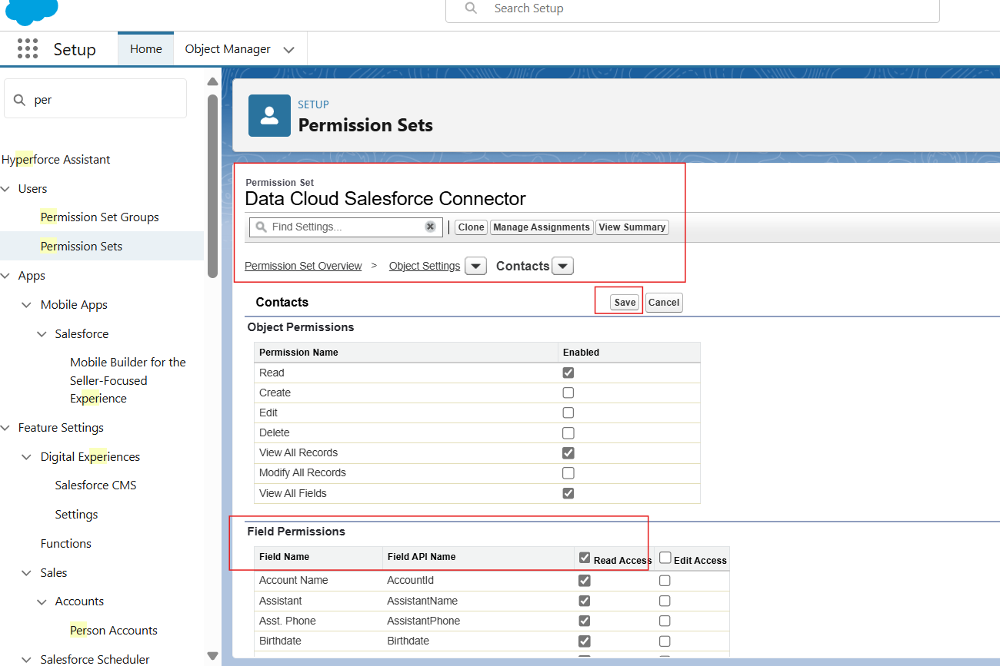 Search Setup
Setup
Home
Object Manager
per
Hyperforce Assistant
Users
Permission Set Groups
Permission Sets
Apps
Mobile Apps
Salesforce
Mobile Builder for the
Seller-Focused
Experience
Feature Settings
Digital Experiences
Salesforce CMS
Settings
Functions
Sales
Accounts
Person Accounts
Salesforce Scheduler
SETUP
Permission Sets
Permission Set
Data Cloud Salesforce Connector
Find Settings...
Clone Manage Assignments View Summary
Permission Set Overview > Object Settings Contacts
Contacts Save Cancel
Object Permissions
Permission Name Enabled
Read
Create
Edit
Delete
View All Records
Modify All Records
View All Fields
Field Permissions
Field Name Field API Name Read Access Edit Access
Account Name AccountId
Assistant AssistantName
Asst. Phone AssistantPhone
Birthdate Birthdate